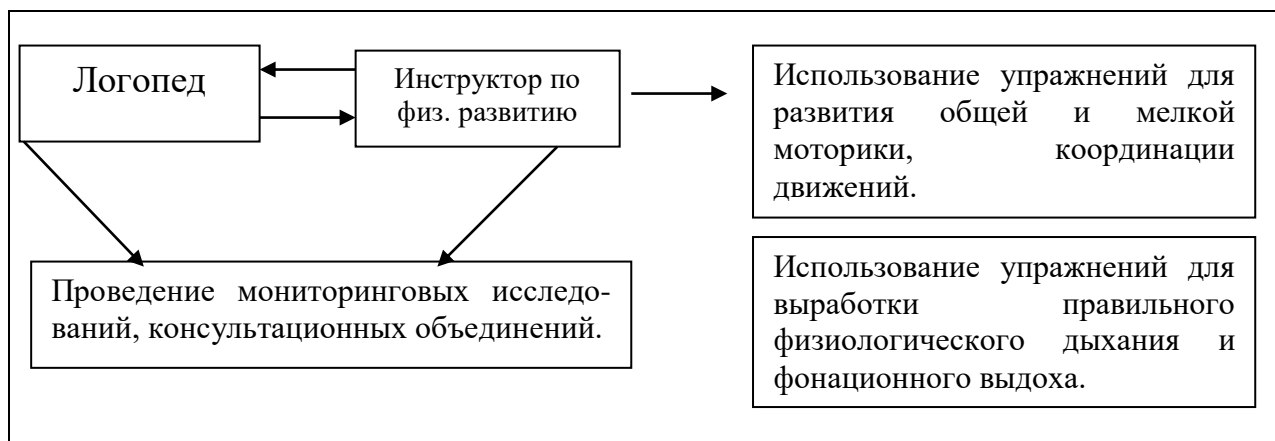 Логопед
Инструктор по
физ. развитию
Использование упражнений для
развития общей и мелкой
моторики, координации
движений.
Проведение мониторинговых исследо-
ваний, консультационных объединений.
Использование упражнений для
выработки правильного
физиологического дыхания и
фонационного выдоха.